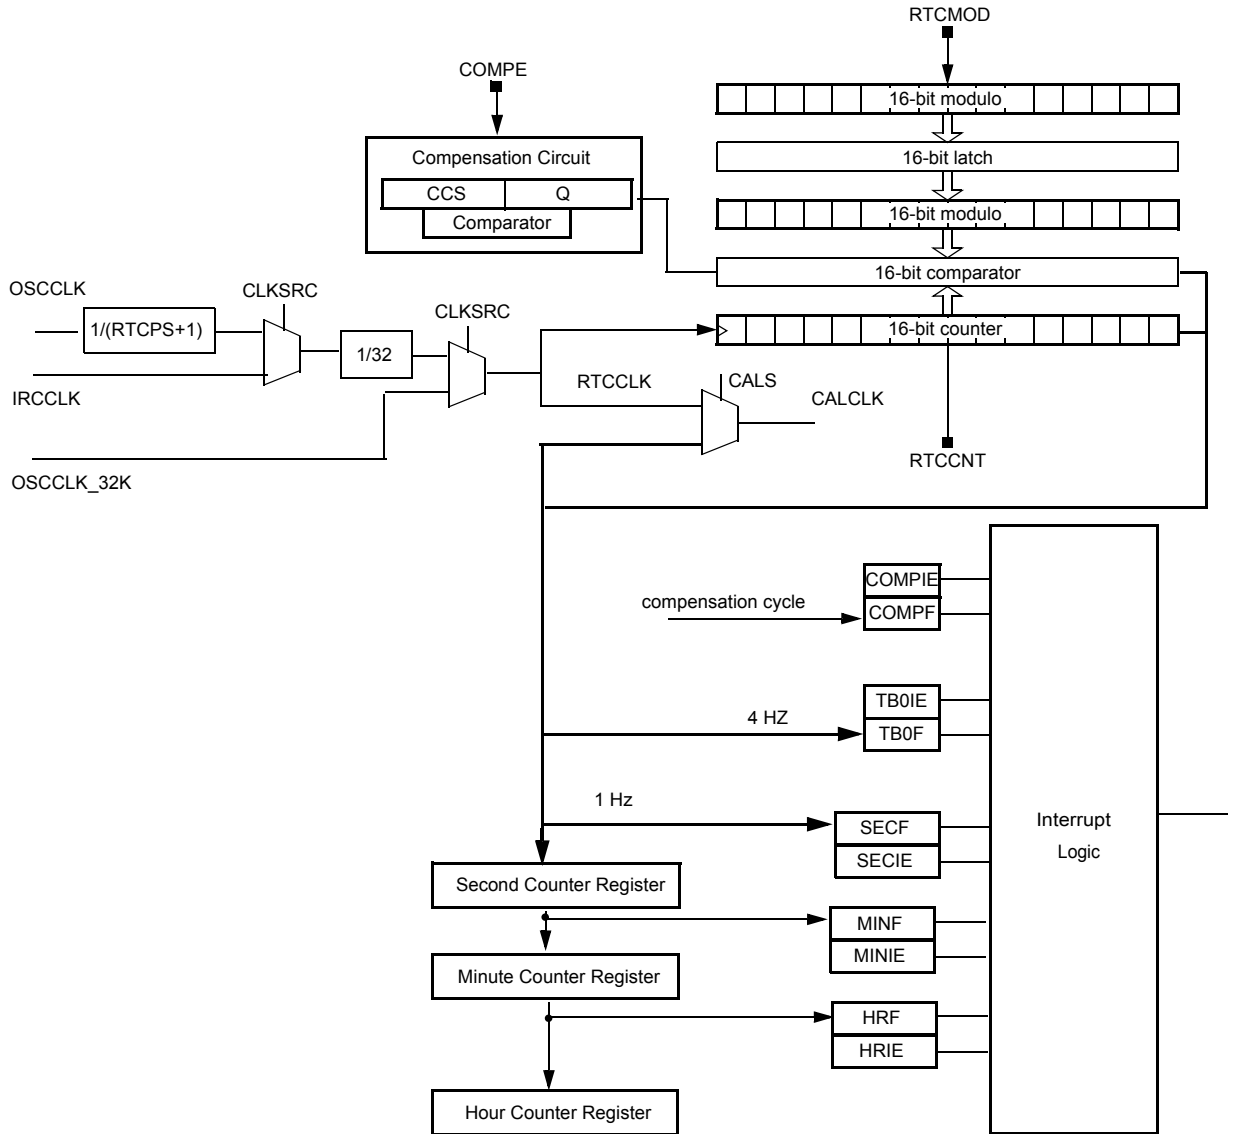 RTCMOD
COMPE
16-bit modulo
Compensation Circuit
16-bit latch
CCS
Q
Comparator
16-bit modulo
16-bit comparator
OSCCLK
CLKSRC
CLKSRC
1/(RTCPS+1)
16-bit counter
1/32
IRCCLK
RTCCLK
CALS
CALCLK
RTCCNT
OSCCLK_32K
COMPIE
compensation cycle
COMPF
TB0IE
4 HZ
TB0F
1 Hz
SECF
SECIE
Interrupt
Logic
Second Counter Register
MINF
MINIE
Minute Counter Register
HRF
HRIE
Hour Counter Register